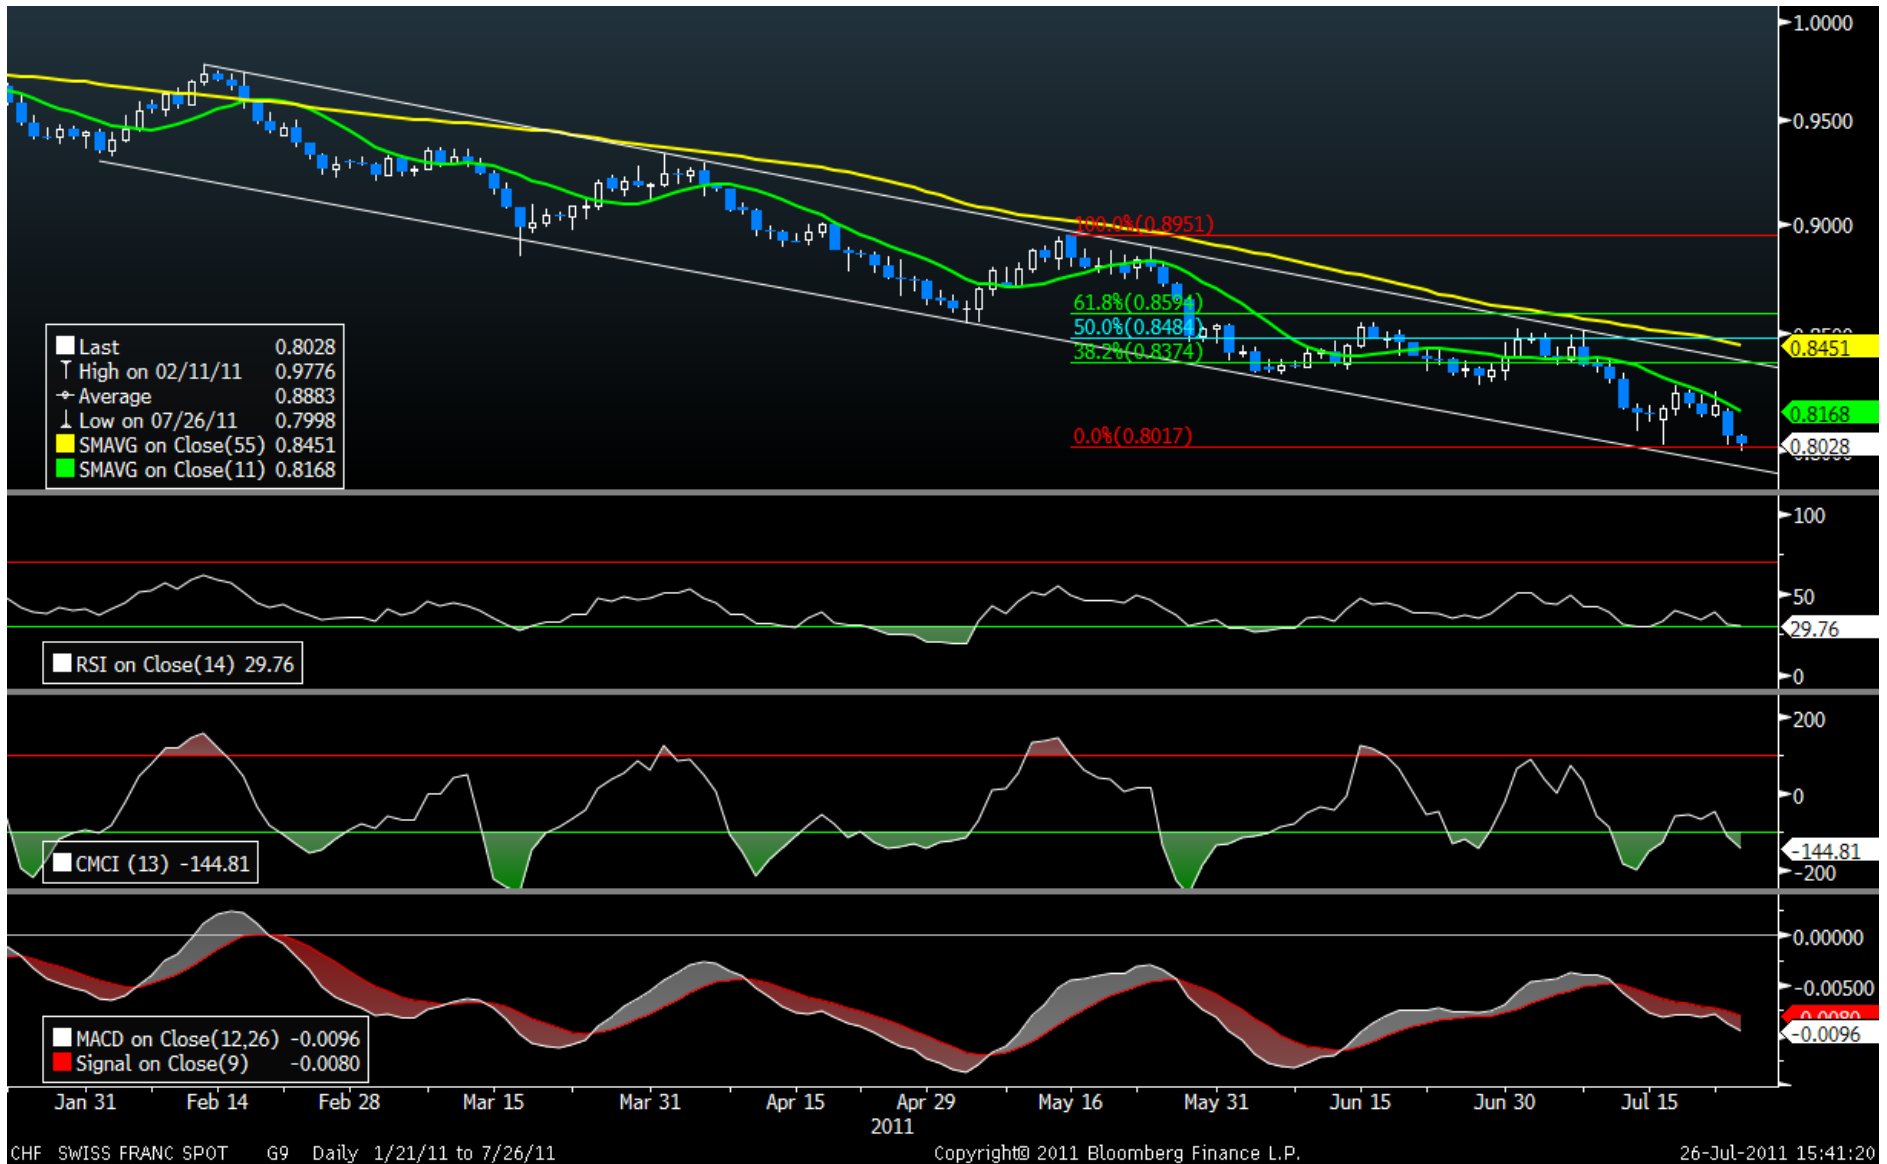 1.0000
0.9500
0.9000
100.0%(0.8951)
61.8%(0.8594)
50.0%(0.8484)
38.2%(0.8374)
0.0%(0.8017)
0.8500
0.8451
0.8168
0.8028
0.8000
Last 0.8028
High on 02/11/11 0.9776
Average 0.8883
Low on 07/26/11 0.7998
SMAVG on Close(55) 0.8451
SMAVG on Close(11) 0.8168
100
50
29.76
0
RSI on Close(14) 29.76
200
0
-144.81
-200
CMCI (13) -144.81
0.00000
-0.00500
-0.0080
-0.0096
MACD on Close(12,26) -0.0096
Signal on Close(9) -0.0080
Jan 31 Feb 14 Feb 28 Mar 15 Mar 31 Apr 15 Apr 29 May 16 May 31 Jun 15 Jun 30 Jul 15
2011
CHF SWISS FRANC SPOT G9 Daily 1/21/11 to 7/26/11 Copyright© 2011 Bloomberg Finance L.P. 26-Jul-2011 15:41:20